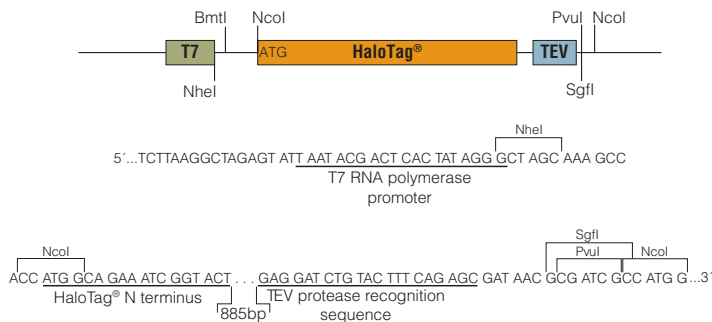 BmtI NcoI PvuI NcoI
T7 ATG HaloTag® TEV
NheI SgfI
NheI
5´...TCTTAAGGCTAGAGTAT TAAT ACG ACT CAC TAT AGG GCT AGC AAA GCC
T7 RNA polymerase
promoter
SgfI
NcoI PvuI NcoI
ACC ATG GCA GAA ATC GGT ACT . . . GAG GAT CTG TAC TTT CAG AGC GAT AAC GCG ATC GCC ATG G...3´
HaloTag® N terminus TEV protease recognition
885bp sequence